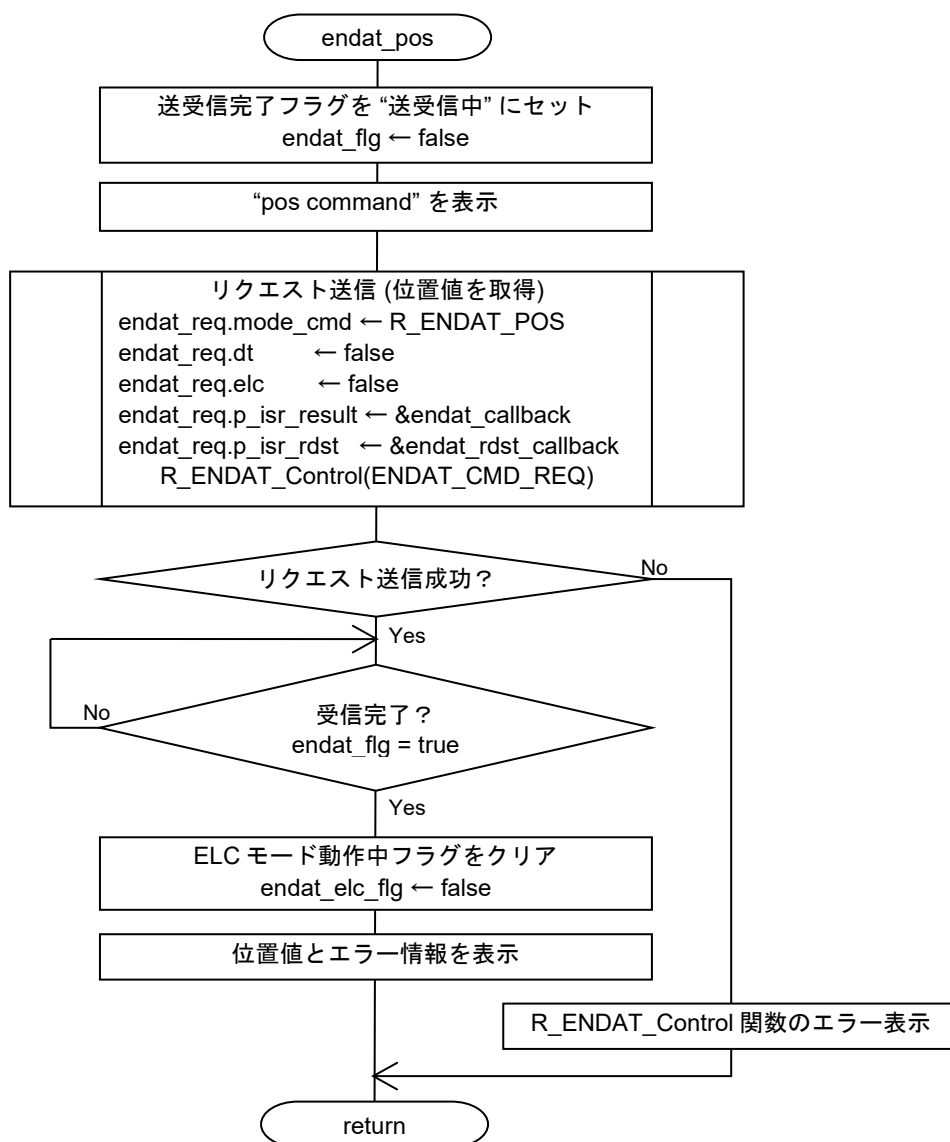 endat_pos
送受信完了フラグを “送受信中” にセット
endat_flg ← false
“pos command” を表示
リクエスト送信 (位置値を取得)
endat_req.mode_cmd ← R_ENDAT_POS
endat_req.dt ← false
endat_req.elc ← false
endat_req.p_isr_result ← &endat_callback
endat_req.p_isr_rdst ← &endat_rdst_callback
R_ENDAT_Control(ENDAT_CMD_REQ)
リクエスト送信成功？
No
Yes
No
受信完了？
endat_flg = true
Yes
ELC モード動作中フラグをクリア
endat_elc_flg ← false
位置値とエラー情報を表示
R_ENDAT_Control 関数のエラー表示
return